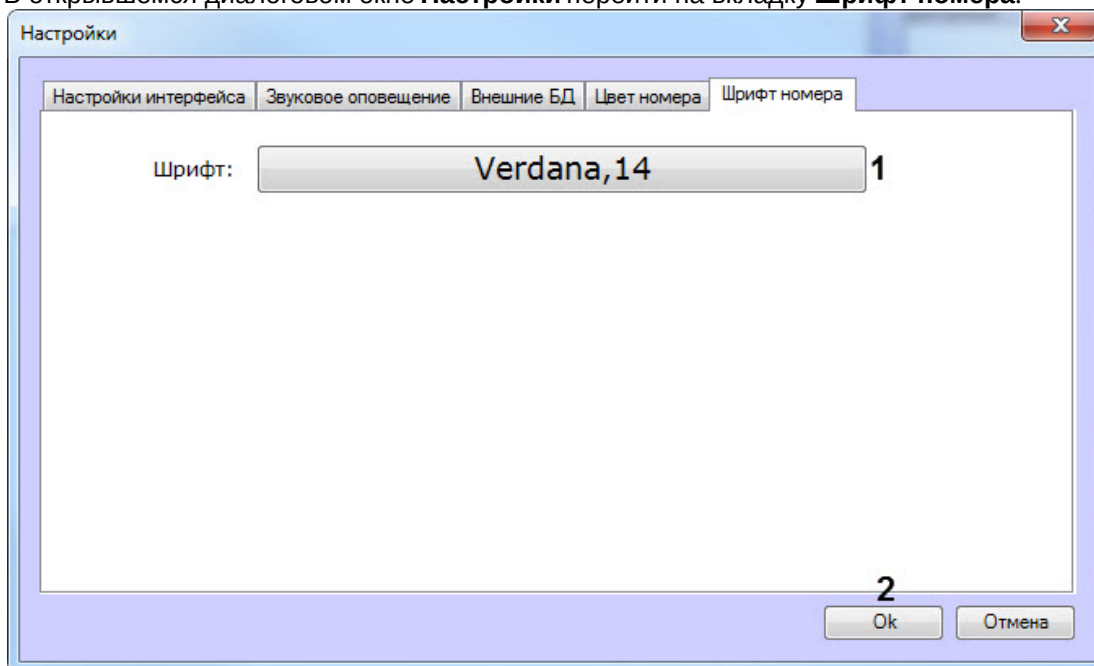 В открывшемся диалоговом окне Настройки перейти на вкладку Шрифт номера.
Настройки
Настройки интерфейса Звуковое оповещение Внешние БД Цвет номера Шрифт номера
Шрифт: Verdana,14 1
2
Ok Отмена